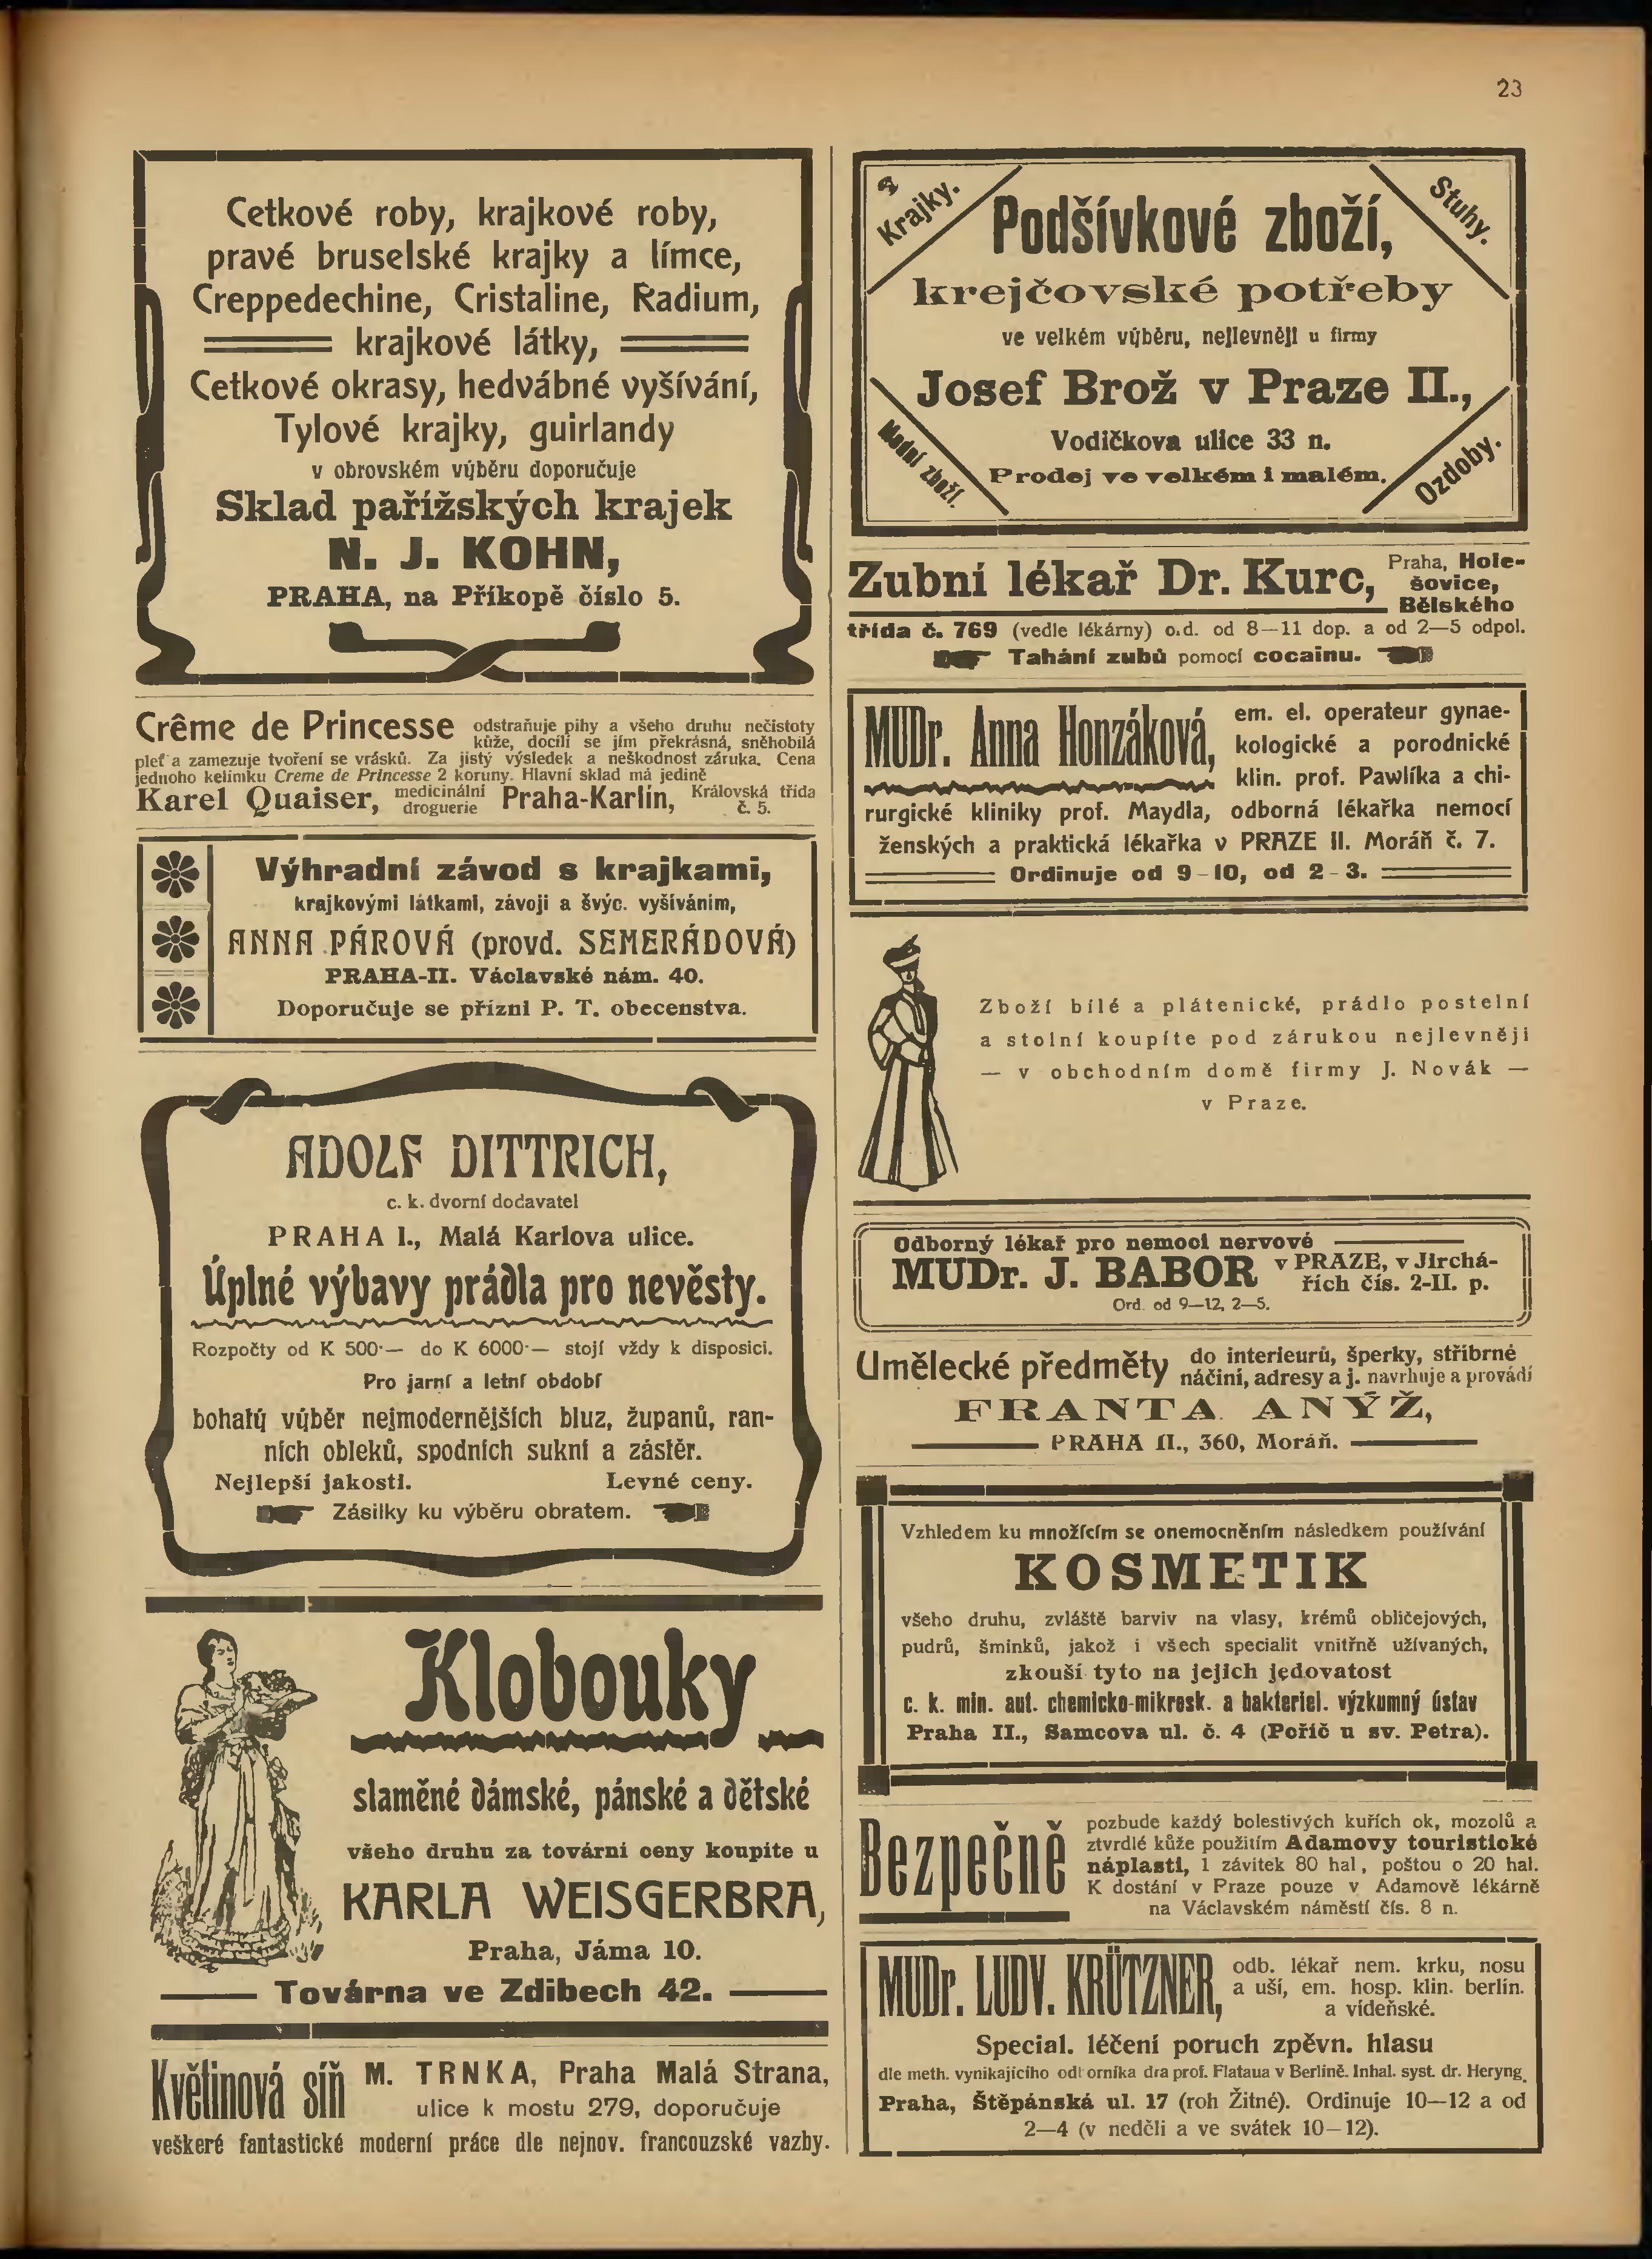 23
Cetkové roby, krajkové roby,
pravé bruselské krajky a límce,
Creppedechine, Cristaline, Radium,
krajkové látky,
Cetkové okrasy, hedvábné vyšívání,
Tylové krajky, guirlandy
v obrovském výběru doporučuje
Sklad pařížských krajek
N. J. KOHN,
PRAHA, na Příkopě číslo 5.
Crême de Princesse odstraňuje pihy a všeho druhu nečistoty
kůže, docílí se jím překrásná, sněhobílá
pleť a zamezuje tvoření se vrásků. Za jistý výsledek a neškodnost záruka. Cena
jednoho kelímku Creme de Princesse 2 koruny. Hlavní sklad má jedině
Karel Quaiser, medicinální droguerie Praha-Karlín, Královská třída č. 5.
Výhradní závod s krajkami,
krajkovými látkami, závoji a švýc. vyšíváním,
ANNA PÁROVÁ (provd. SEMERÁDOVÁ)
PRAHA-II. Václavské nám. 40.
Doporučuje se přízni P. T. obecenstva.
ADOLF DITTRICH,
c. k. dvorní dodavatel
PRAHA I., Malá Karlova ulice.
Úplné výbavy prádla pro nevěsty.
Rozpočty od K 500·— do K 6000·— stojí vždy k disposici.
Pro jarní a letní období
bohatý výběr nejmodernějších bluz, županů, ran-
ních obleků, spodních sukní a zástěr.
Nejlepší jakosti. Levné ceny.
Zásilky ku výběru obratem.
Klobouky
slaměné dámské, pánské a dětské
všeho druhu za tovární ceny koupíte u
KARLA WEISGERBRA,
Praha, Jáma 10.
Továrna ve Zdibech 42.
Květinová síň M. TRNKA, Praha Malá Strana,
ulice k mostu 279, doporučuje
veškeré fantastické moderní práce dle nejnov. francouzské vazby.
Krajky.
Stuhy.
Podšívkové zboží,
krejčovské potřeby
ve velkém výběru, nejlevněji u firmy
Josef Brož v Praze II.,
Vodičkova ulice 33 n.
Prodej ve velkém i malém.
Modní zboží.
Ozdoby.
Zubní lékař Dr. Kurc, Praha, Hole-
šovice,
Bělského
třída č. 769 (vedle lékárny) o.d. od 8—11 dop. a od 2—5 odpol.
Tahání zubů pomocí cocainu.
MUDr. Anna Honzáková, em. el. operateur gynae-
kologické a porodnické
klin. prof. Pawlíka a chi-
rurgické kliniky prof. Maydla, odborná lékařka nemocí
ženských a praktická lékařka v PRAZE II. Moráň č. 7.
Ordinuje od 9-10, od 2-3.
Zboží bílé a plátenické, prádlo postelní
a stolní koupíte pod zárukou nejlevněji
— v obchodním domě firmy J. Novák —
v Praze.
Odborný lékař pro nemoci nervové
MUDr. J. BABOR v PRAZE, v Jirchá-
řích čís. 2-II. p.
Ord. od 9—12, 2—5.
Umělecké předměty do interieurů, šperky, stříbrné
náčiní, adresy a j. navrhuje a provádí
FRANTA ANÝŽ,
PRAHA II., 360, Moráň.
Vzhledem ku množícím se onemocněním následkem používání
KOSMETIK
všeho druhu, zvláště barviv na vlasy, krémů obličejových,
pudrů, šminků, jakož i všech specialit vnitřně užívaných,
zkouší tyto na jejich jedovatost
c. k. min. aut. chemicko-mikrosk. a bakteriel. výzkumný ústav
Praha II., Samcova ul. č. 4 (Poříč u sv. Petra).
Bezpečně pozbude každý bolestivých kuřích ok, mozolů a
ztvrdlé kůže použitím Adamovy touristické
náplasti, 1 závitek 80 hal, poštou o 20 hal.
K dostání v Praze pouze v Adamově lékárně
na Václavském náměstí čís. 8 n.
MUDr. LUDV. KRÜTZNER, odb. lékař nem. krku, nosu
a uší, em. hosp. klin. berlín.
a vídeňské.
Special. léčení poruch zpěvn. hlasu
dle meth. vynikajícího odborníka dra prof. Flataua v Berlíně. Inhal. syst. dr. Heryng.
Praha, Štěpánská ul. 17 (roh Žitné). Ordinuje 10—12 a od
2—4 (v neděli a ve svátek 10—12).